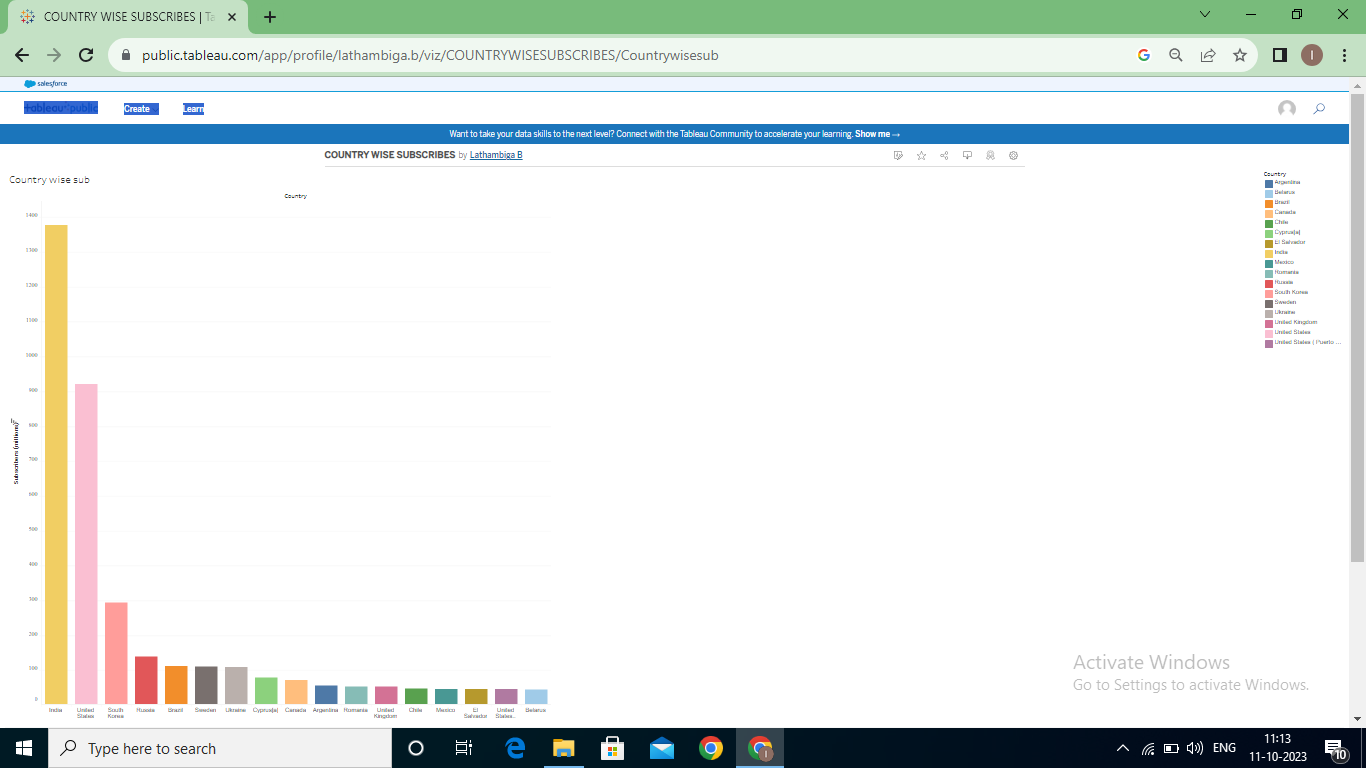 COUNTRY WISE SUBSCRIBES | Ta
public.tableau.com/app/profile/lathambiga.b/viz/COUNTRYWISESUBSCRIBES/Countrywisesub
I
salesforce
+ableau public Create Learn
Want to take your data skills to the next level? Connect with the Tableau Community to accelerate your learning. Show me →
COUNTRY WISE SUBSCRIBES by Lathambiga B
Country wise sub
Country
1400
1300
1200
1100
1000
900
800
700
600
500
400
300
200
100
0
Subscribers (millions)
India
United States
South Korea
Russia
Brazil
Sweden
Ukraine
Cyprus[a]
Canada
Argentina
Romania
United Kingdom
Chile
Mexico
El Salvador
United States..
Belarus
Country
Argentina
Belarus
Brazil
Canada
Chile
Cyprus[a]
El Salvador
India
Mexico
Romania
Russia
South Korea
Sweden
Ukraine
United Kingdom
United States
United States ( Puerto ...
Activate Windows
Go to Settings to activate Windows.
Type here to search
I
ENG
11:13
11-10-2023
10